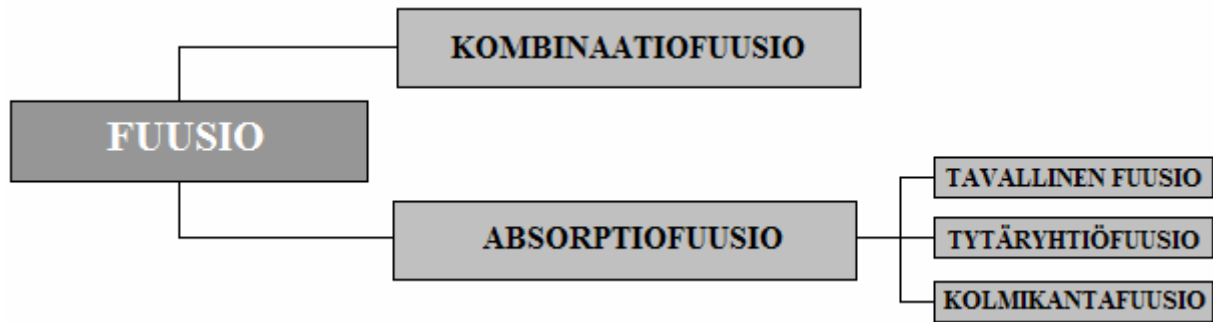 KOMBINAATIOFUUSIO
FUUSIO
TAVALLINEN FUUSIO
ABSORPTIOFUUSIO
TYTÄRYHTIÖFUUSIO
KOLMIKANTAFUUSIO